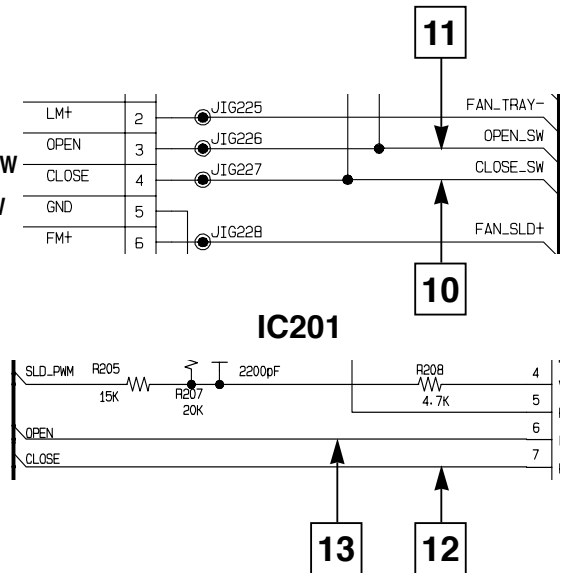 11
LM+ 2 JIG225 FAN_TRAY-
OPEN 3 JIG226 OPEN_SW
W
CLOSE 4 JIG227 CLOSE_SW
GND 5
FM+ 6 JIG228 FAN_SLD+
10
IC201
SLD_PWM R205 2200pF R208 4
15K R207 4.7K 5
20K
OPEN 6
CLOSE 7
13 12